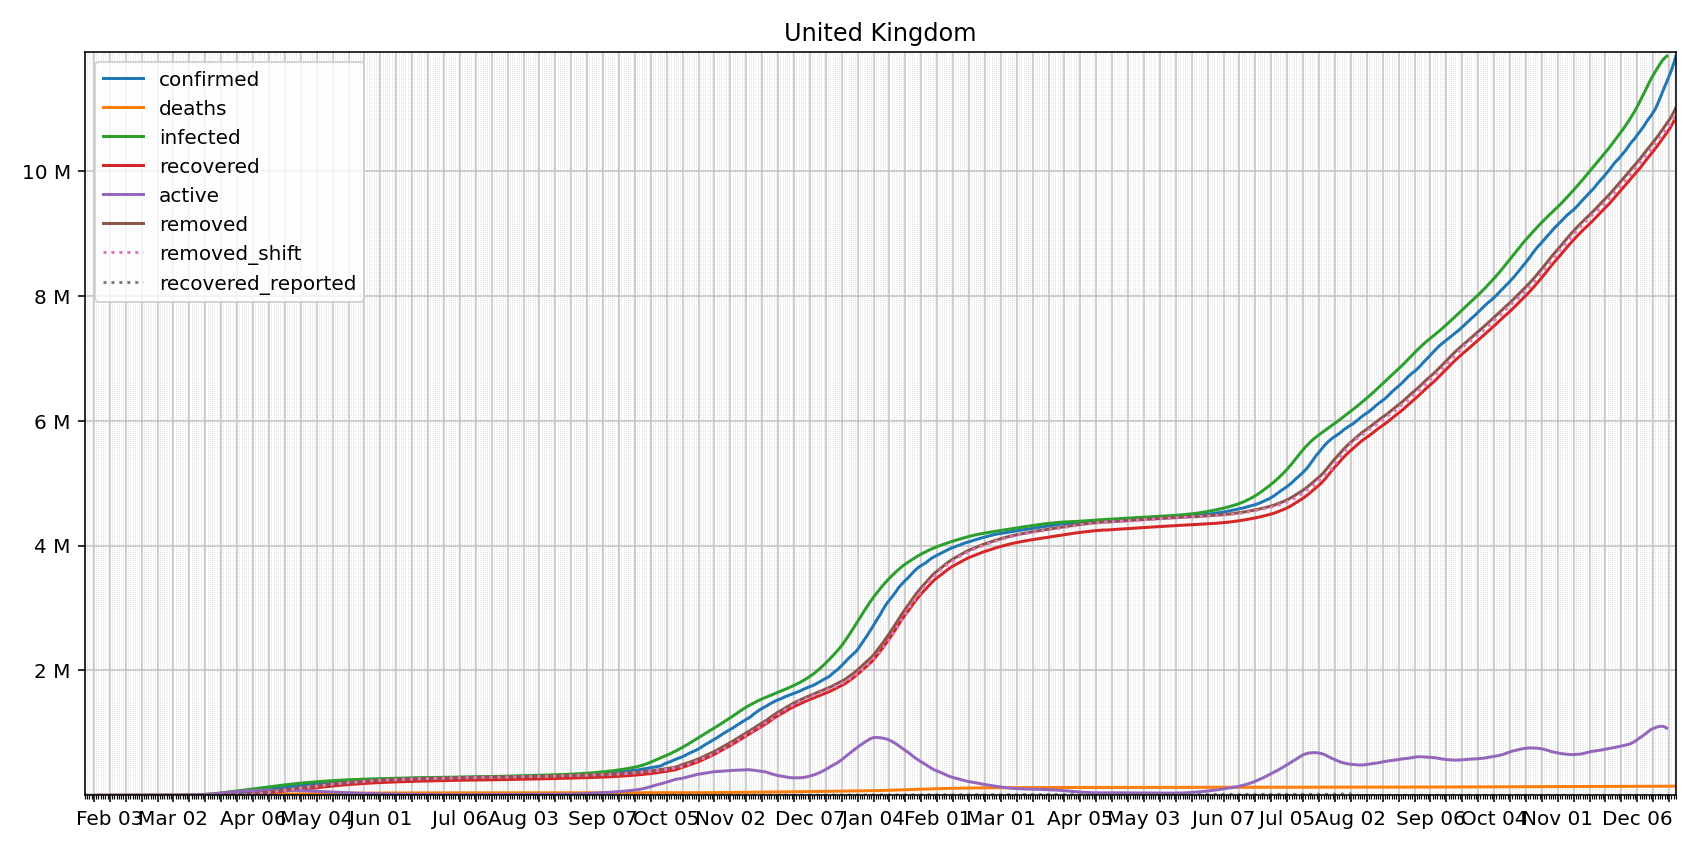 United Kingdom
confirmed
deaths
infected
recovered
active
removed
removed_shift
recovered_reported
10 M
8 M
6 M
4 M
2 M
Feb 03 Mar 02 Apr 06 May 04 Jun 01 Jul 06 Aug 03 Sep 07 Oct 05 Nov 02 Dec 07 Jan 04 Feb 01 Mar 01 Apr 05 May 03 Jun 07 Jul 05 Aug 02 Sep 06 Oct 04 Nov 01 Dec 06